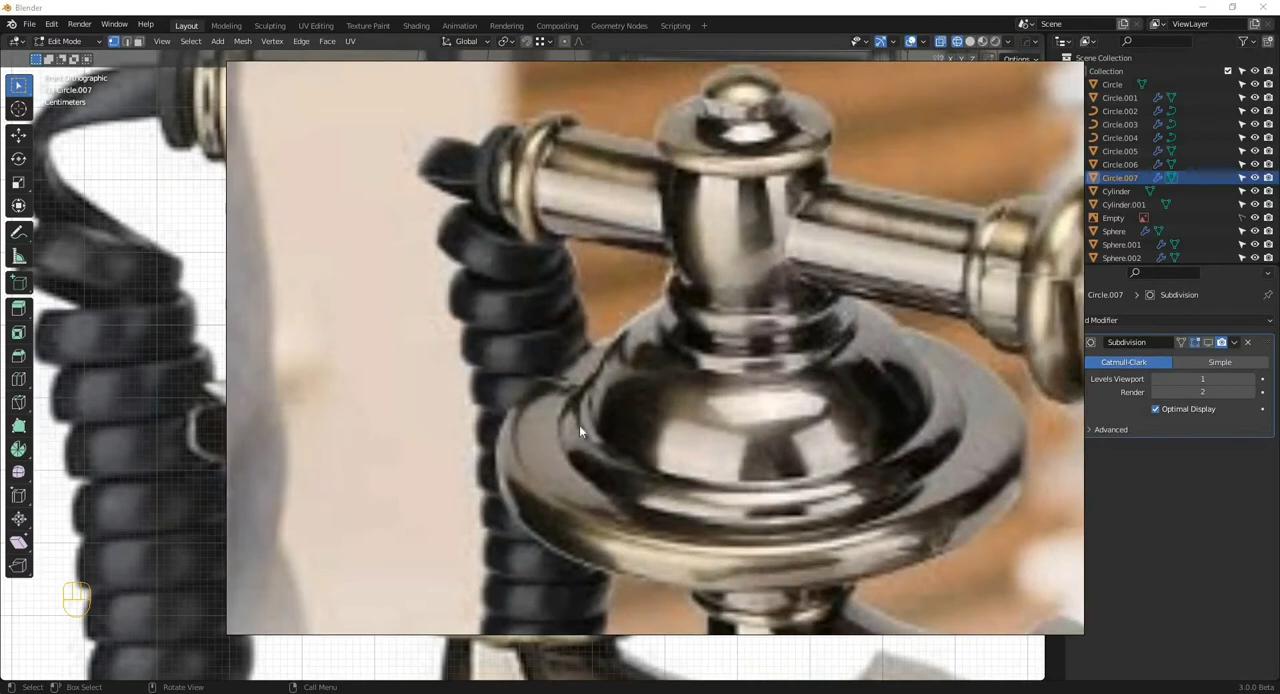 Blender
File Edit Render Window Help
Layout Modeling Sculpting UV Editing Texture Paint Shading Animation Rendering Compositing Geometry Nodes Scripting +
Scene
ViewLayer
Edit Mode
View Select Add Mesh Vertex Edge Face UV
Global
X Y Z
Options
Front Orthographic
Circle.007
Centimeters
Scene Collection
Collection
Circle
Circle.001
Circle.002
Circle.003
Circle.004
Circle.005
Circle.006
Circle.007
Cylinder
Cylinder.001
Empty
Sphere
Sphere.001
Sphere.002
Circle.007 > Subdivision
d Modifier
Subdivision
Catmull-Clark Simple
Levels Viewport 1
Render 2
Optimal Display
Advanced
Select Box Select Rotate View Call Menu
3.0.0 Beta